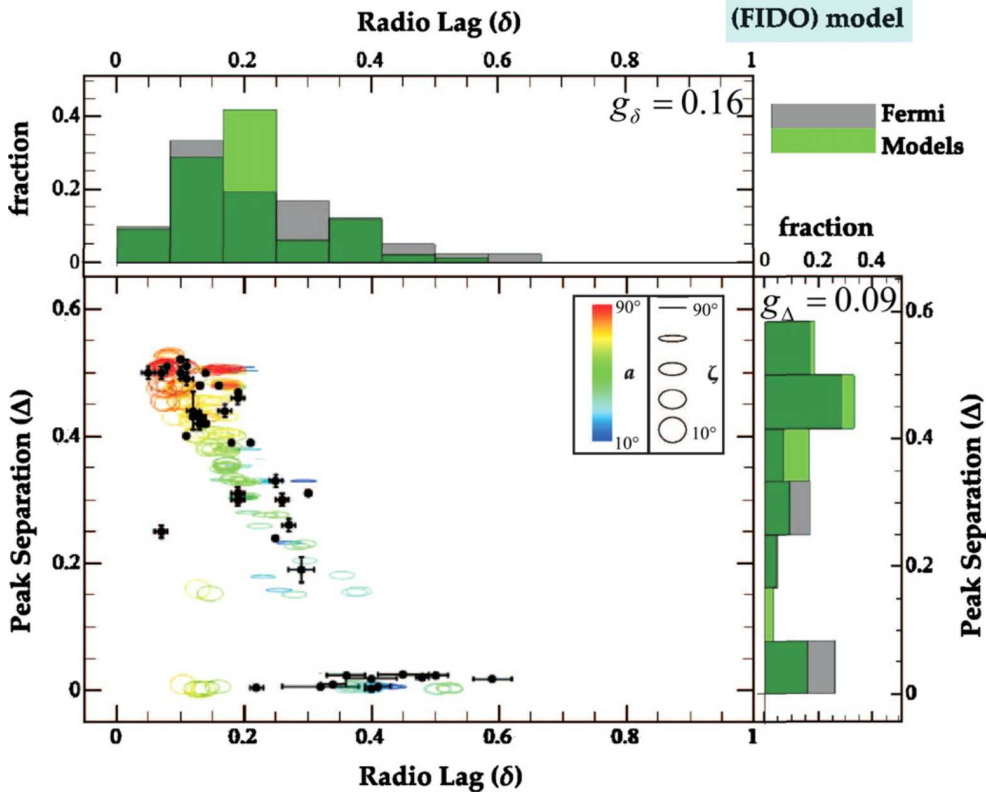 (FIDO) model
Radio Lag (δ)
0 0.2 0.4 0.6 0.8 1
g_δ = 0.16
Fermi
Models
fraction
0.4
0.2
0
fraction
0 0.2 0.4
g_Δ = 0.09
90°
a
10°
90°
ζ
10°
Peak Separation (Δ)
0.6
0.4
0.2
0
0.6
0.4
0.2
0
Peak Separation (Δ)
0 0.2 0.4 0.6 0.8 1
Radio Lag (δ)